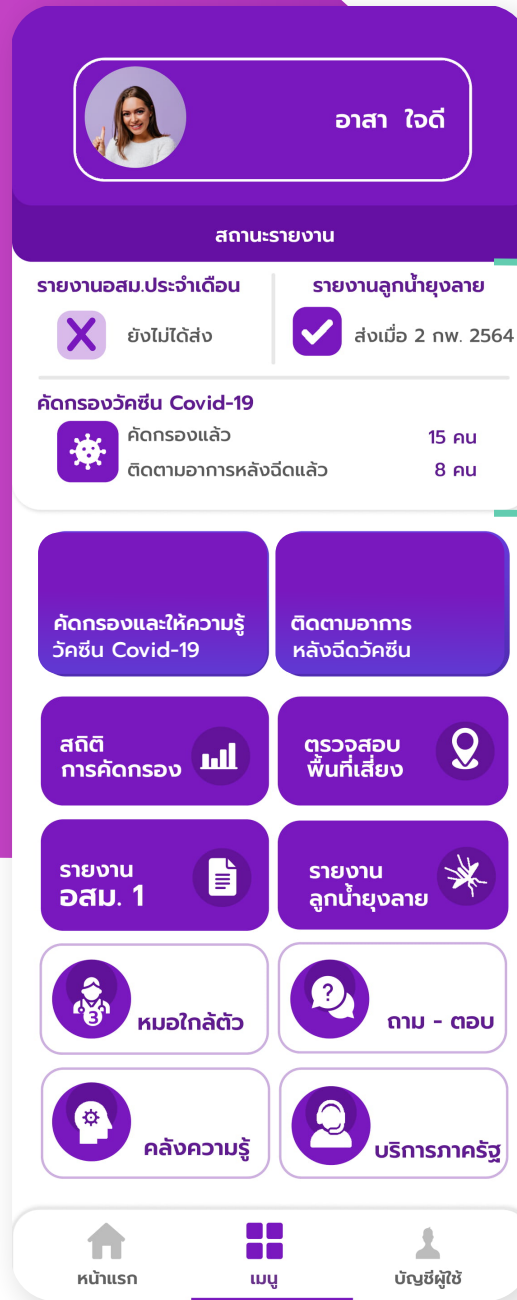 อาสา ใจดี
สถานะรายงาน
รายงานอสม.ประจำเดือน
ยังไม่ได้ส่ง
รายงานลูกน้ำยุงลาย
ส่งเมื่อ 2 กพ. 2564
คัดกรองวัคซีน Covid-19
คัดกรองแล้ว 15 คน
ติดตามอาการหลังฉีดแล้ว 8 คน
คัดกรองและให้ความรู้
วัคซีน Covid-19
ติดตามอาการ
หลังฉีดวัคซีน
สถิติ
การคัดกรอง
ตรวจสอบ
พื้นที่เสี่ยง
รายงาน
อสม. 1
รายงาน
ลูกน้ำยุงลาย
3
หมอใกล้ตัว
?
ถาม - ตอบ
คลังความรู้
บริการภาครัฐ
หน้าแรก
เมนู
บัญชีผู้ใช้